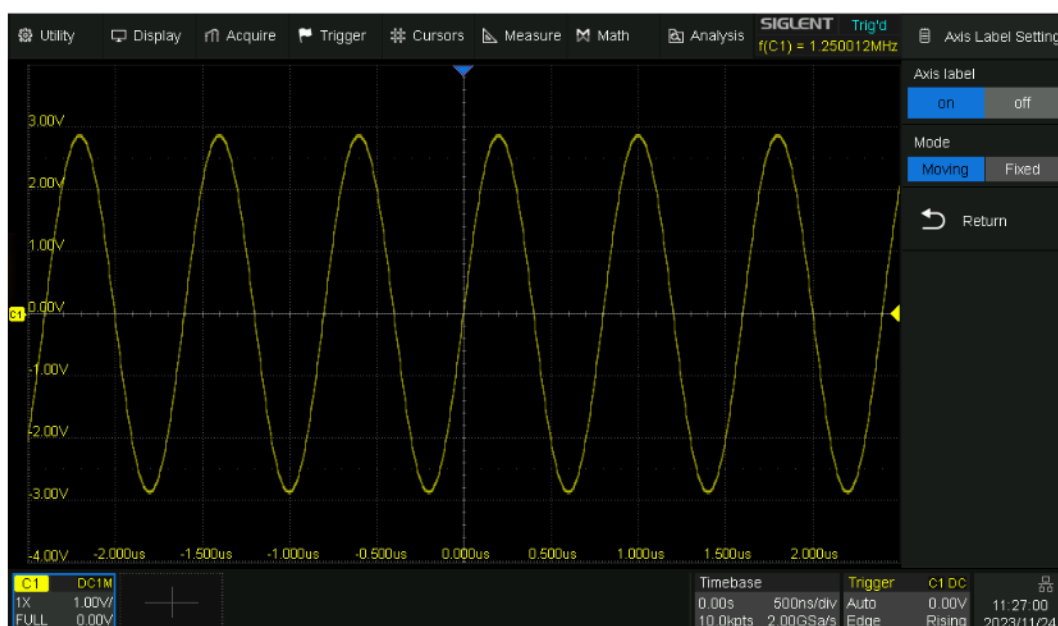 Utility Display Acquire Trigger Cursors Measure Math Analysis
SIGLENT Trig'd
f(C1) = 1.250012MHz
Axis Label Setting
Axis label
on off
Mode
Moving Fixed
Return
3.00V
2.00V
1.00V
C1 0.00V
-1.00V
-2.00V
-3.00V
-4.00V -2.000us -1.500us -1.000us -0.500us 0.000us 0.500us 1.000us 1.500us 2.000us
C1 DC1M
1X 1.00V/
FULL 0.00V
Timebase
0.00s 500ns/div
10.0kpts 2.00GSa/s
Trigger C1 DC
Auto 0.00V
Edge Rising
11:27:00
2023/11/24